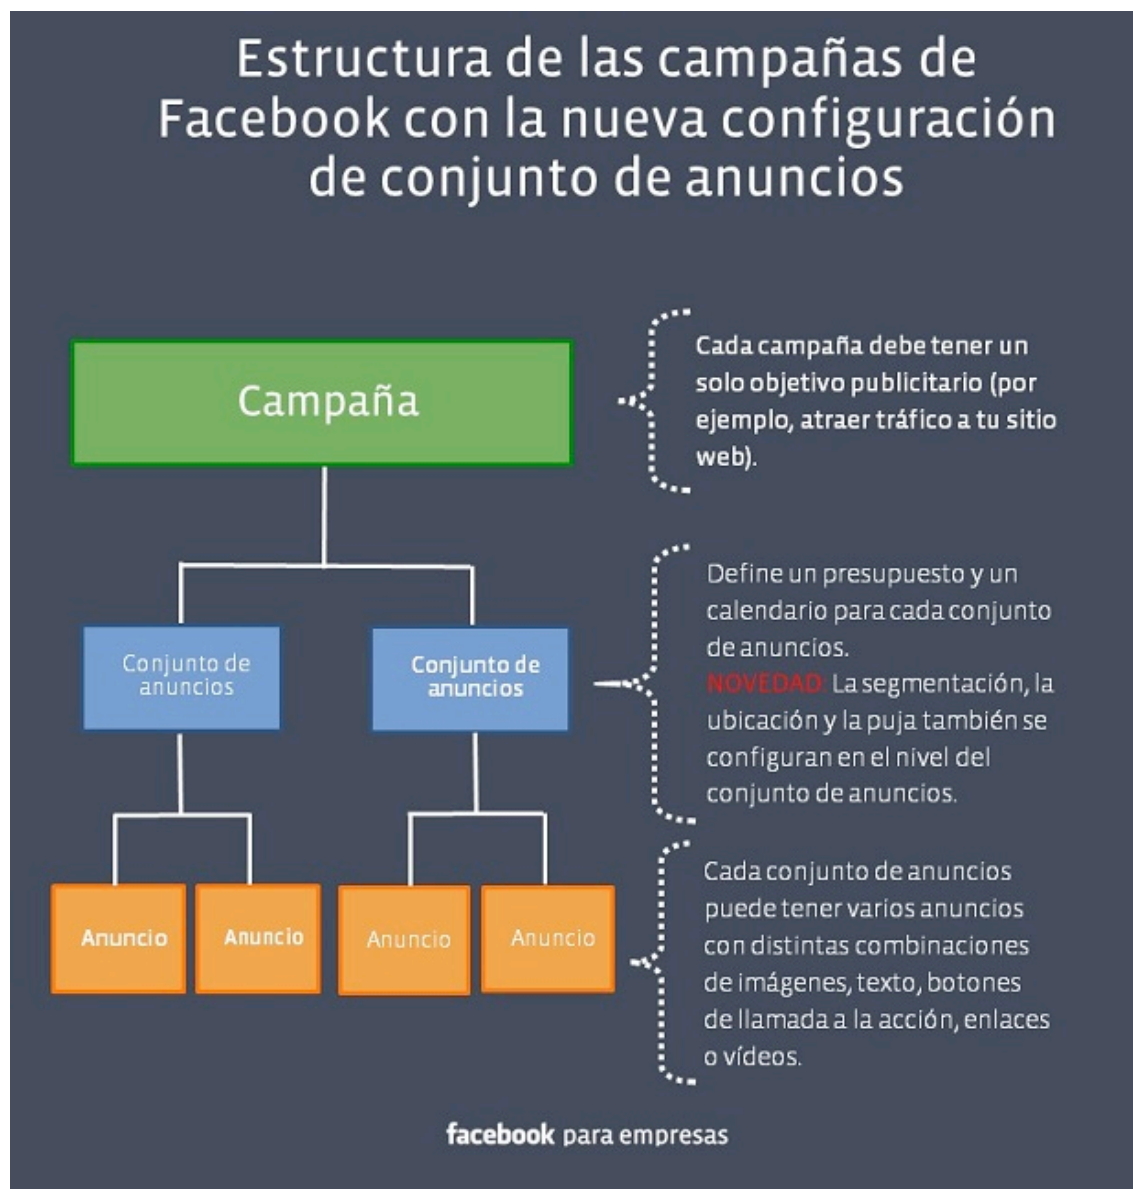 Estructura de las campañas de
Facebook con la nueva configuración
de conjunto de anuncios
Campaña
Cada campaña debe tener un
solo objetivo publicitario (por
ejemplo, atraer tráfico a tu sitio
web).
Conjunto de
anuncios
Conjunto de
anuncios
Define un presupuesto y un
calendario para cada conjunto
de anuncios.
NOVEDAD: La segmentación, la
ubicación y la puja también se
configuran en el nivel del
conjunto de anuncios.
Anuncio
Anuncio
Anuncio
Anuncio
Cada conjunto de anuncios
puede tener varios anuncios
con distintas combinaciones
de imágenes, texto, botones
de llamada a la acción, enlaces
o vídeos.
facebook para empresas